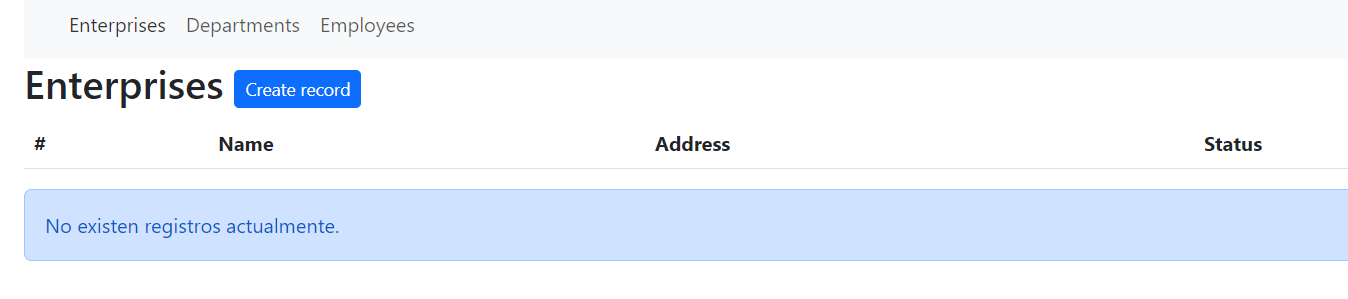 Enterprises Departments Employees
Enterprises Create record
# Name Address Status
No existen registros actualmente.